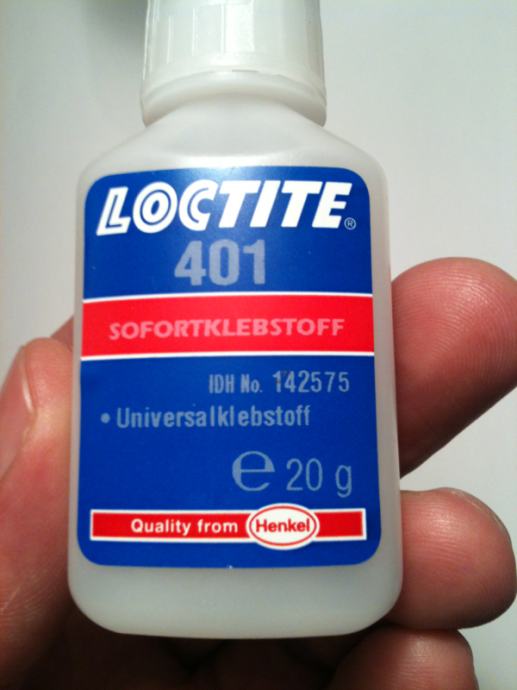 LOCTITE®
401
SOFORTKLEBSTOFF
IDH No. 142575
• Universalklebstoff
℮ 20 g
Quality from Henkel